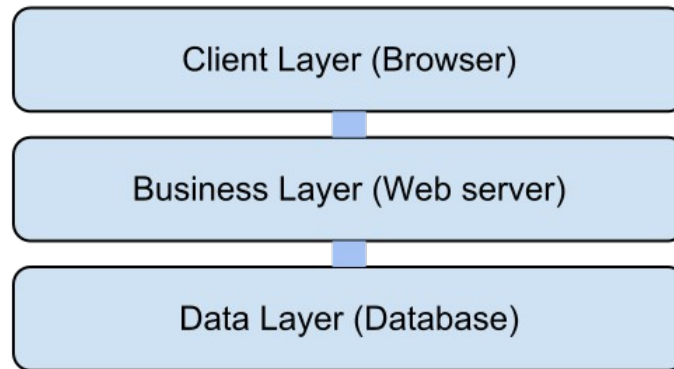 Client Layer (Browser)
Business Layer (Web server)
Data Layer (Database)